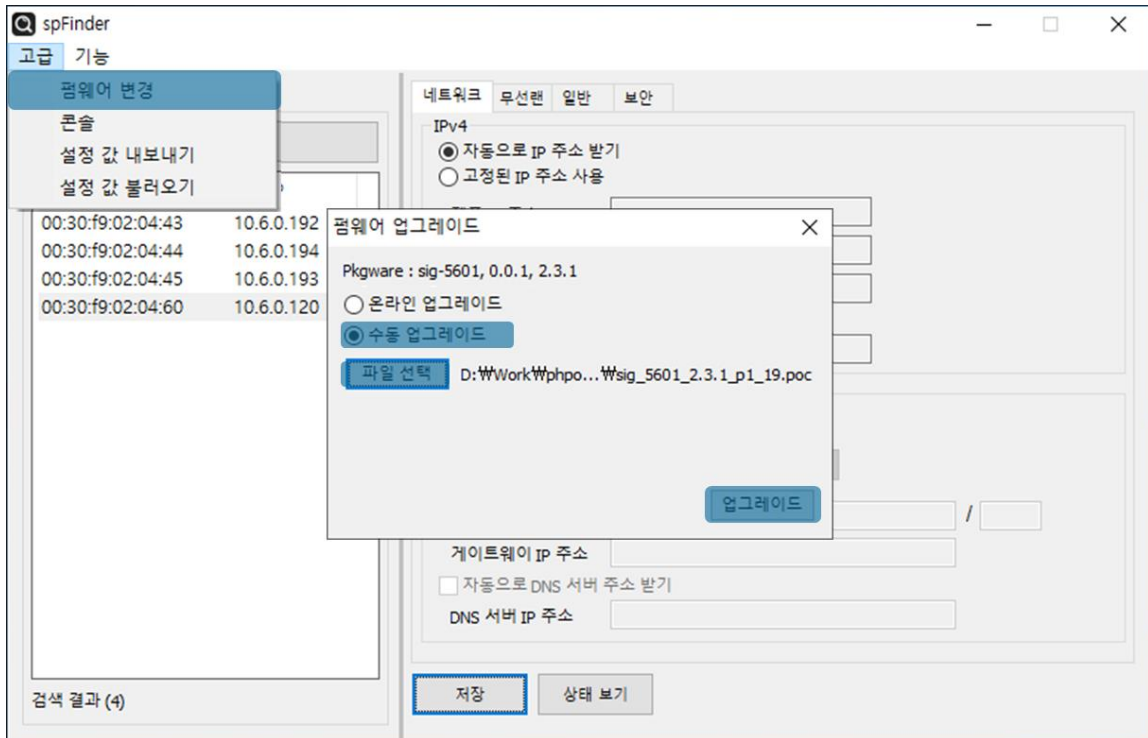 spFinder
고급 기능
펌웨어 변경
콘솔
설정 값 내보내기
설정 값 불러오기
00:30:f9:02:04:43 10.6.0.192
00:30:f9:02:04:44 10.6.0.194
00:30:f9:02:04:45 10.6.0.193
00:30:f9:02:04:60 10.6.0.120
검색 결과 (4)
네트워크 무선랜 일반 보안
IPv4
자동으로 IP 주소 받기
고정된 IP 주소 사용
펌웨어 업그레이드
Pkgware : sig-5601, 0.0.1, 2.3.1
온라인 업그레이드
수동 업그레이드
파일 선택 D:₩Work₩phpo...₩sig_5601_2.3.1_p1_19.poc
업그레이드
/
게이트웨이 IP 주소
자동으로 DNS 서버 주소 받기
DNS 서버 IP 주소
저장 상태 보기